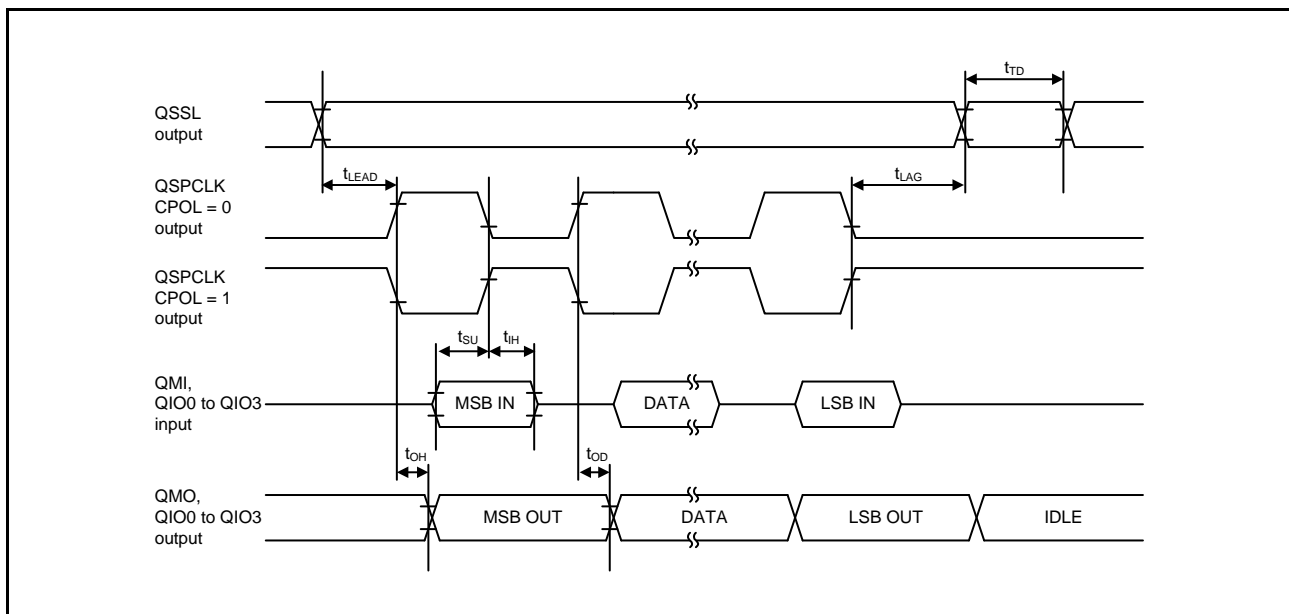 tTD
QSSL
output
tLEAD
tLAG
QSPCLK
CPOL = 0
output
QSPCLK
CPOL = 1
output
tSU
tIH
QMI,
QIO0 to QIO3
input
MSB IN
DATA
LSB IN
tOH
tOD
QMO,
QIO0 to QIO3
output
MSB OUT
DATA
LSB OUT
IDLE